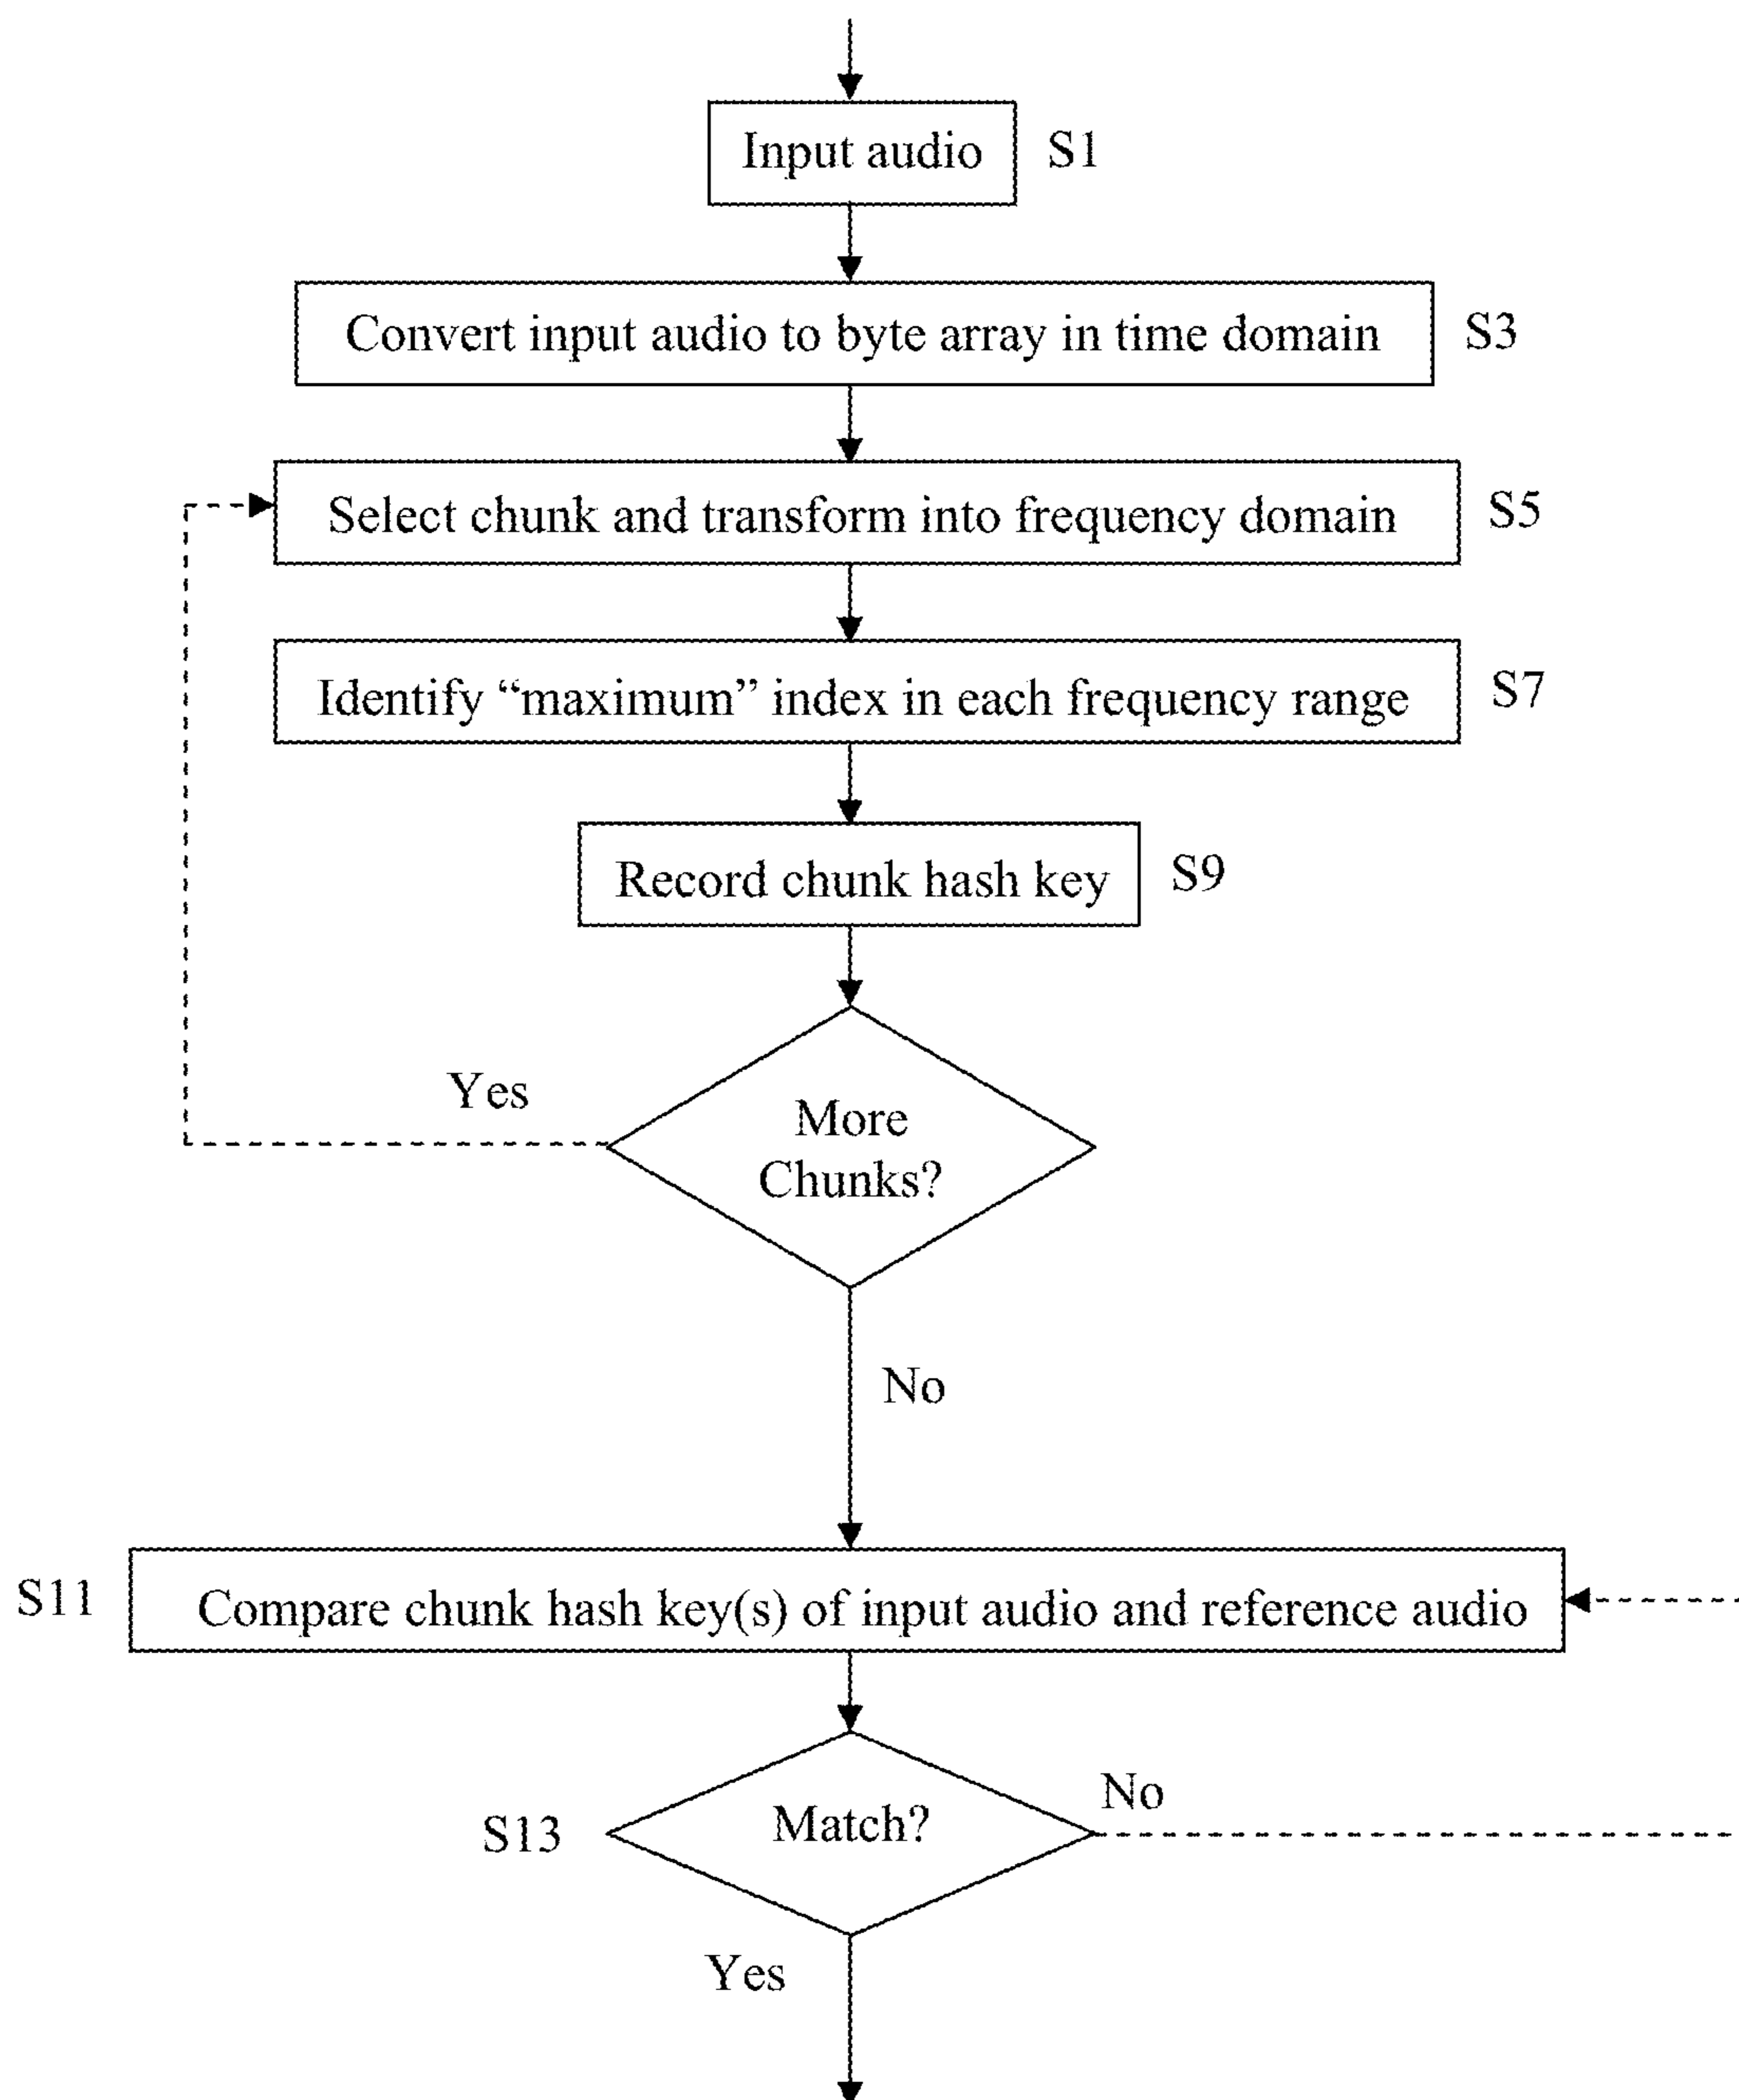 Input audio S1
Convert input audio to byte array in time domain S3
Select chunk and transform into frequency domain S5
Identify “maximum” index in each frequency range S7
Record chunk hash key S9
Yes
More
Chunks?
No
S11 Compare chunk hash key(s) of input audio and reference audio
S13 Match? No
Yes